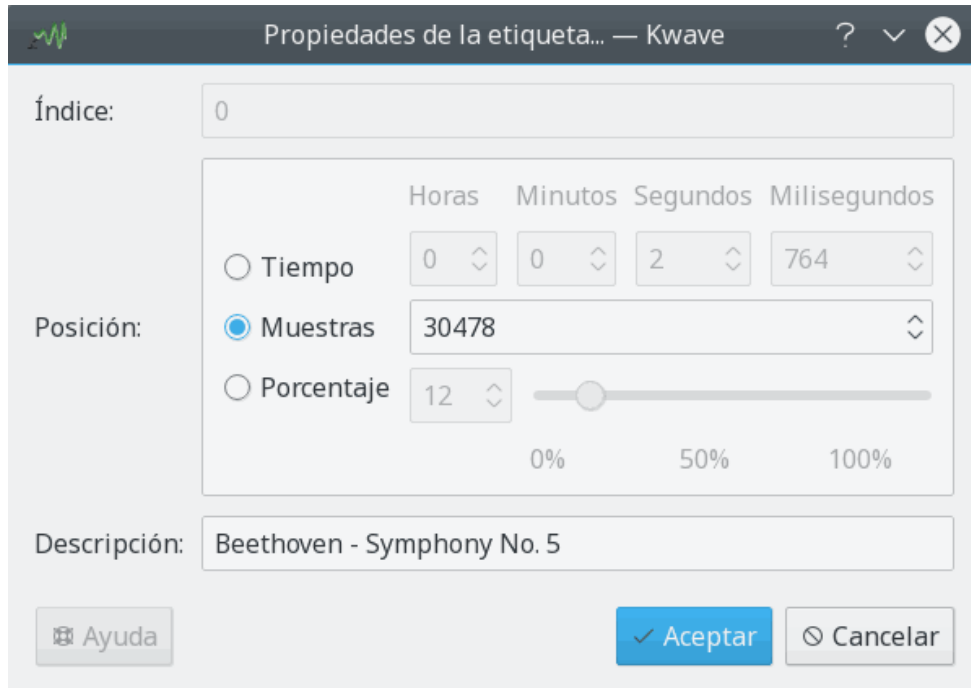 Propiedades de la etiqueta... — Kwave
Índice: 0
Horas Minutos Segundos Milisegundos
Tiempo 0 0 2 764
Posición: Muestras 30478
Porcentaje 12
0% 50% 100%
Descripción: Beethoven - Symphony No. 5
Ayuda Aceptar Cancelar